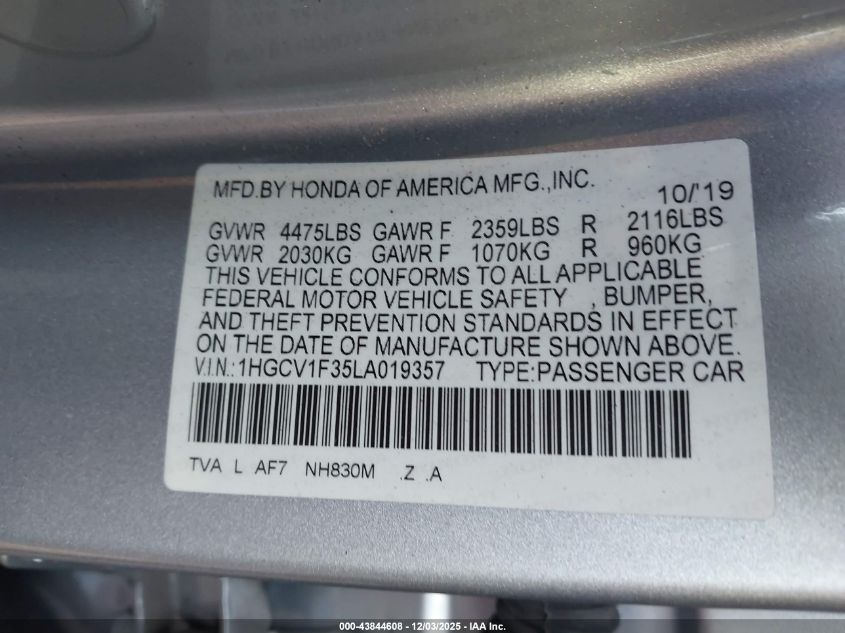 MFD.BY HONDA OF AMERICA MFG.,INC.
10/'19
GVWR 4475LBS GAWR F 2359LBS R 2116LBS
GVWR 2030KG GAWR F 1070KG R 960KG
THIS VEHICLE CONFORMS TO ALL APPLICABLE
FEDERAL MOTOR VEHICLE SAFETY , BUMPER,
AND THEFT PREVENTION STANDARDS IN EFFECT
ON THE DATE OF MANUFACTURE SHOWN ABOVE.
V.I.N.:1HGCV1F35LA019357 TYPE:PASSENGER CAR
TVA L AF7 NH830M .Z .A
000-43844608 - 12/03/2025 - IAA Inc.